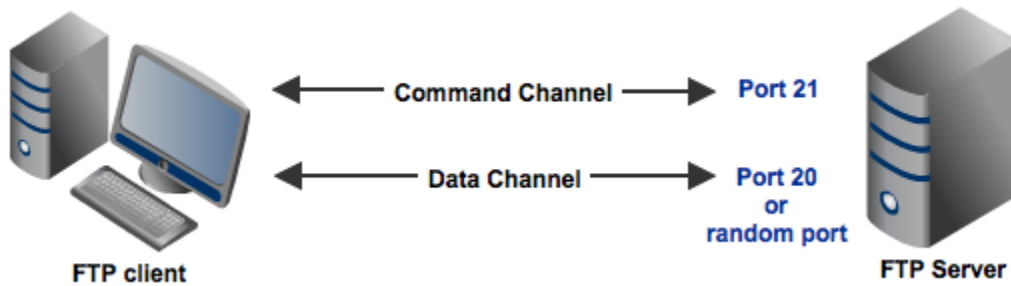 Command Channel
Port 21
Data Channel
Port 20
or
random port
FTP client
FTP Server